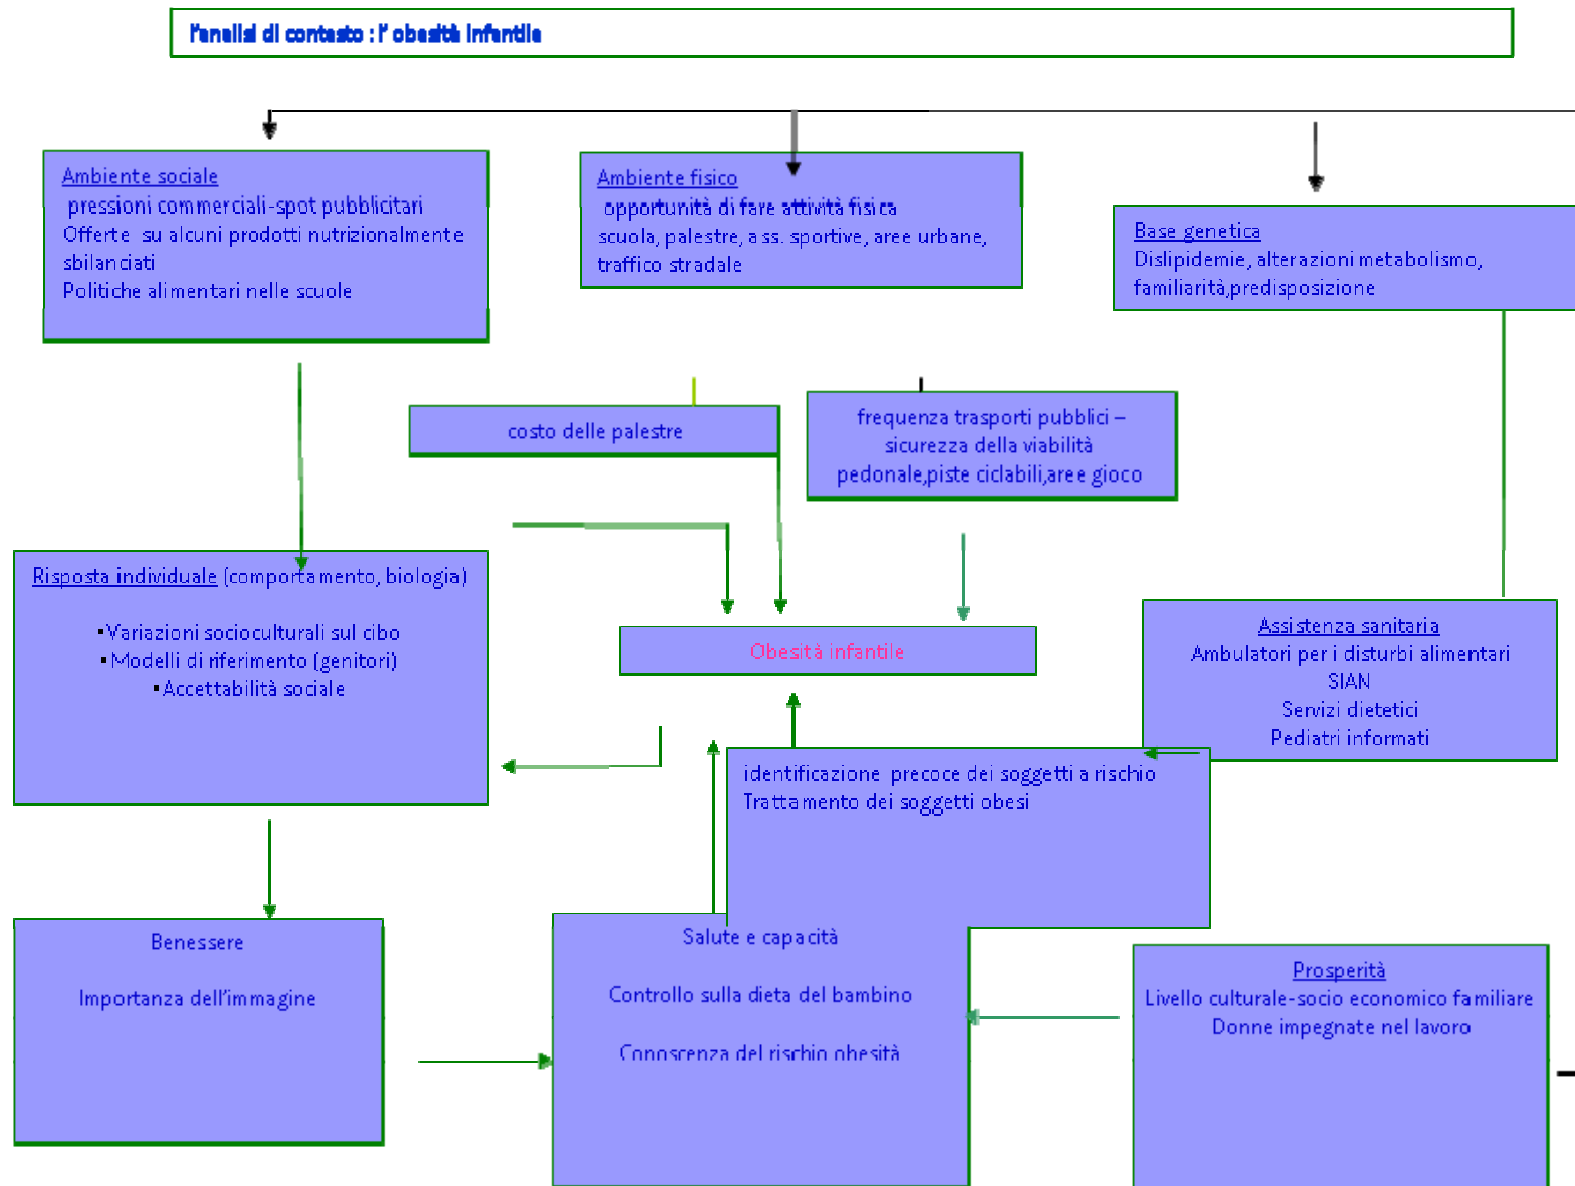 l'analisi di contesto : l' obesità infantile
Ambiente sociale
pressioni commerciali-spot pubblicitari
Offerte su alcuni prodotti nutrizionalmente
sbilanciati
Politiche alimentari nelle scuole
Ambiente fisico
opportunità di fare attività fisica
scuola, palestre, ass. sportive, aree urbane,
traffico stradale
Base genetica
Dislipidemie, alterazioni metabolismo,
familiarità,predisposizione
costo delle palestre
frequenza trasporti pubblici –
sicurezza della viabilità
pedonale,piste ciclabili,aree gioco
Risposta individuale (comportamento, biologia)
▪Variazioni socioculturali sul cibo
▪Modelli di riferimento (genitori)
▪Accettabilità sociale
Obesità infantile
Assistenza sanitaria
Ambulatori per i disturbi alimentari
SIAN
Servizi dietetici
Pediatri informati
identificazione precoce dei soggetti a rischio
Trattamento dei soggetti obesi
Benessere
Importanza dell'immagine
Salute e capacità
Controllo sulla dieta del bambino
Conoscenza del rischio obesità
Prosperità
Livello culturale-socio economico familiare
Donne impegnate nel lavoro